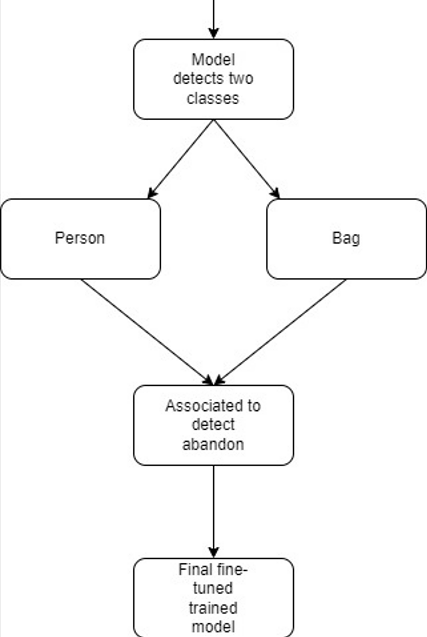 Model
detects two
classes
Person
Bag
Associated to
detect
abandon
Final fine-
tuned
trained
model